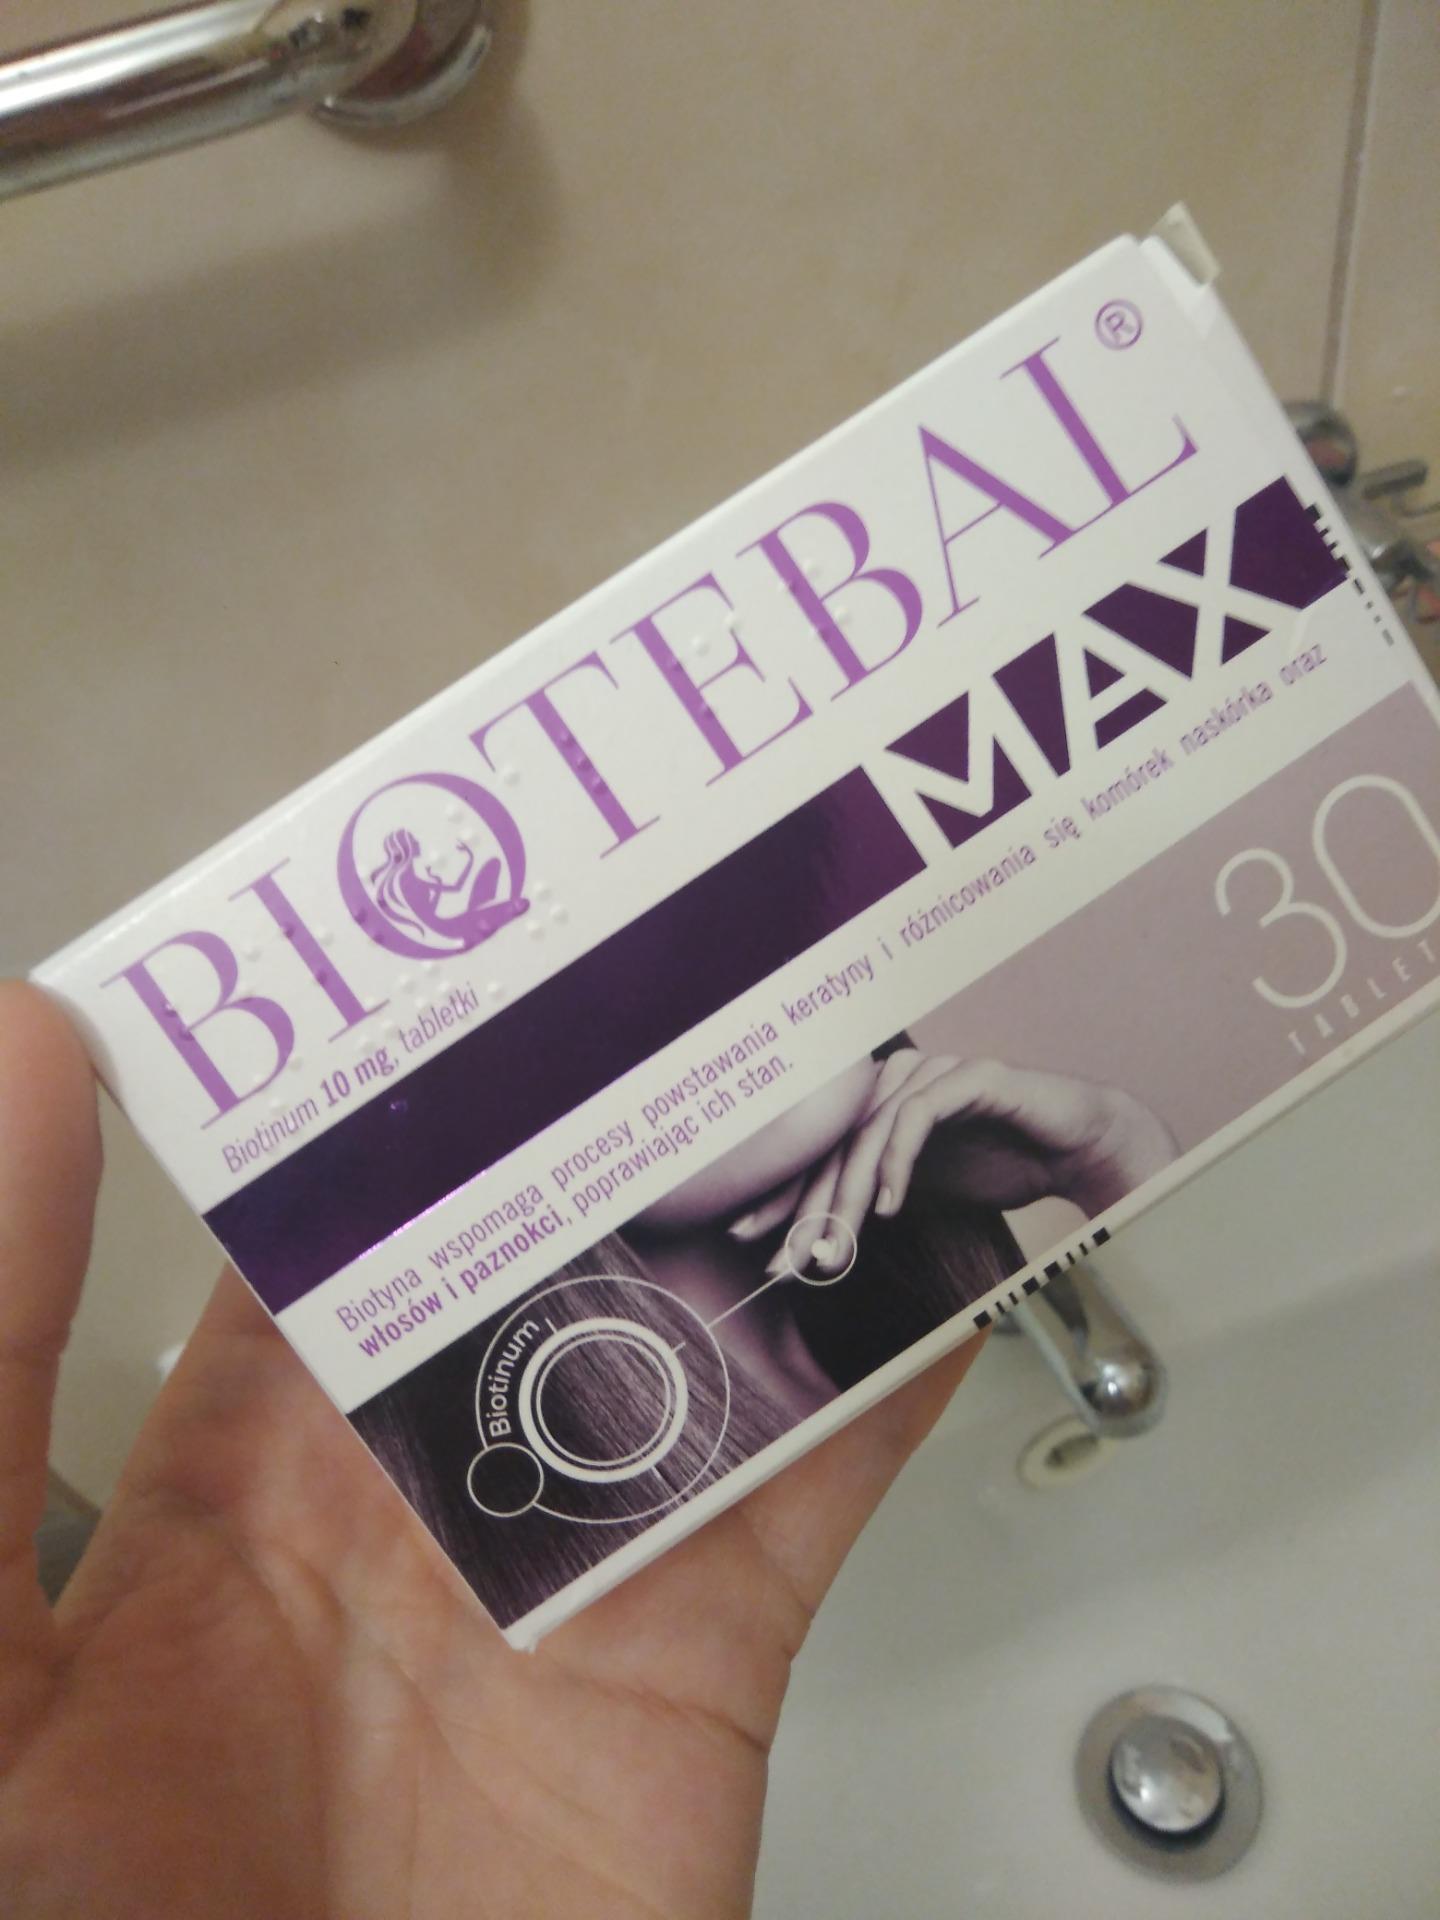 BIOTEBAL®
MAX
Biotinum 10 mg, tabletki
Biotyna wspomaga procesy powstawania keratyny i różnicowania się komórek naskórka oraz
włosów i paznokci, poprawiając ich stan.
30
TABLET
Biotinum